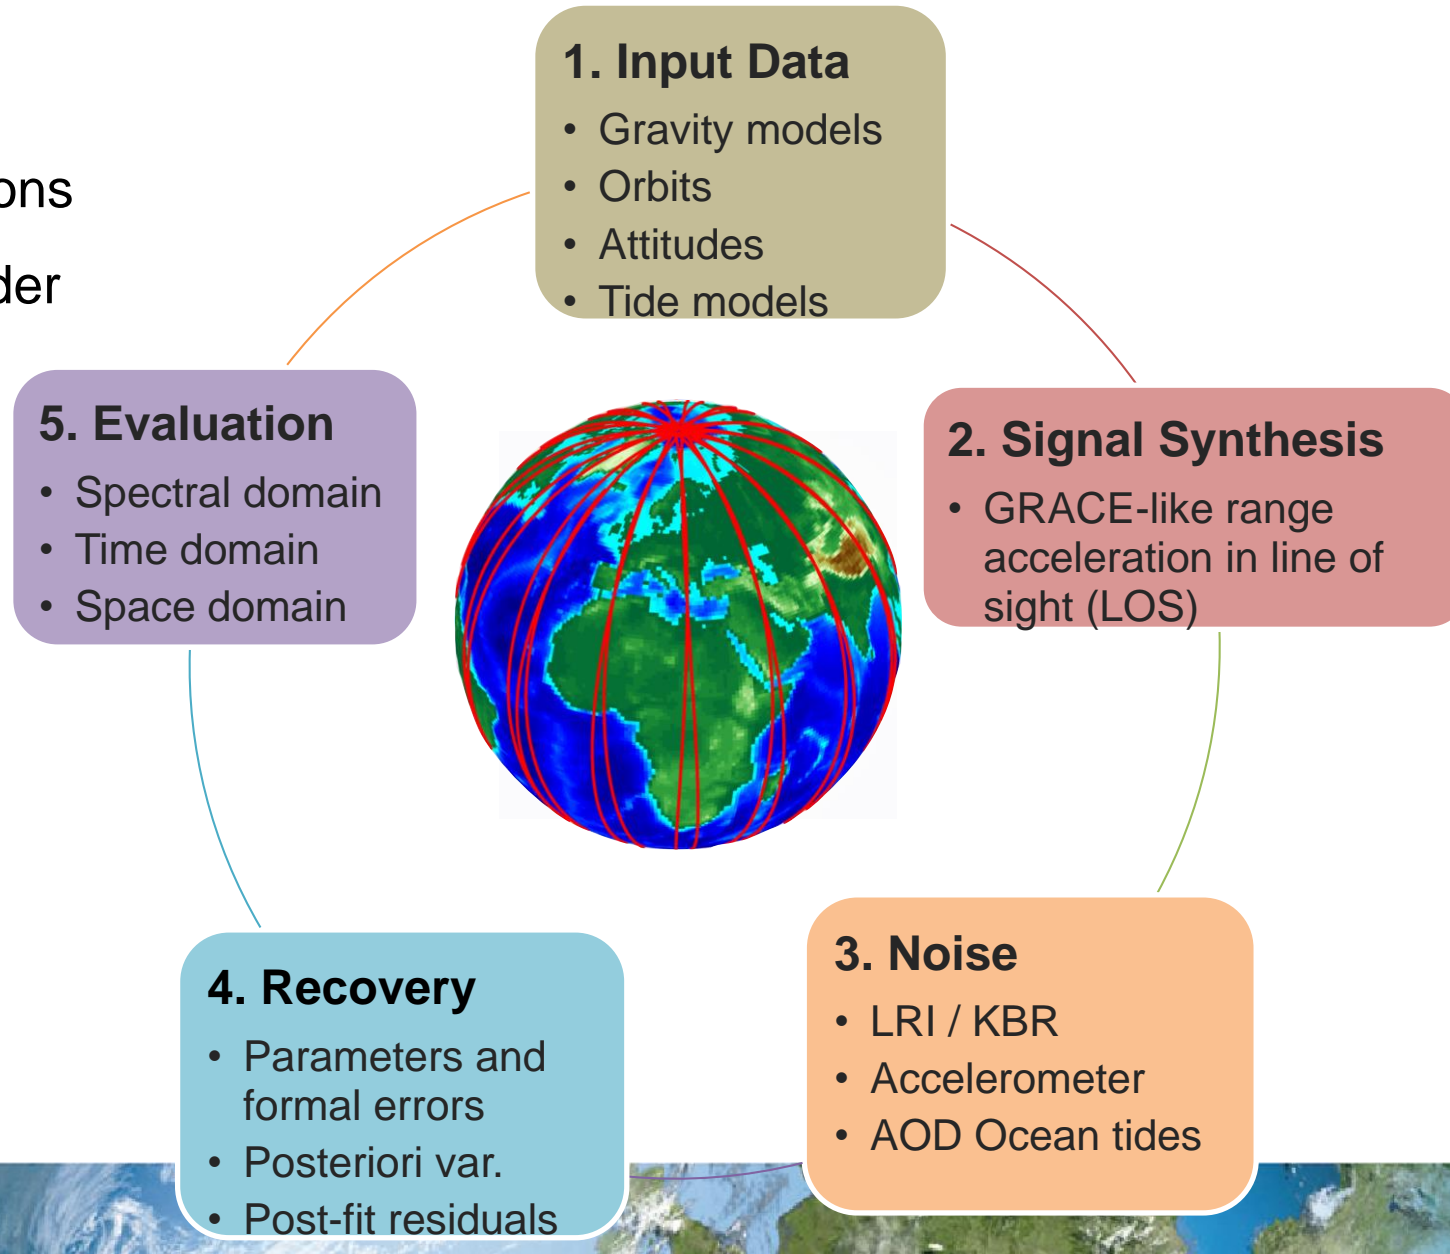 1. Input Data
• Gravity models
• Orbits
• Attitudes
• Tide models
ons
der
2. Signal Synthesis
• GRACE-like range
acceleration in line of
sight (LOS)
3. Noise
• LRI / KBR
• Accelerometer
• AOD Ocean tides
4. Recovery
• Parameters and
formal errors
• Posteriori var.
• Post-fit residuals
5. Evaluation
• Spectral domain
• Time domain
• Space domain